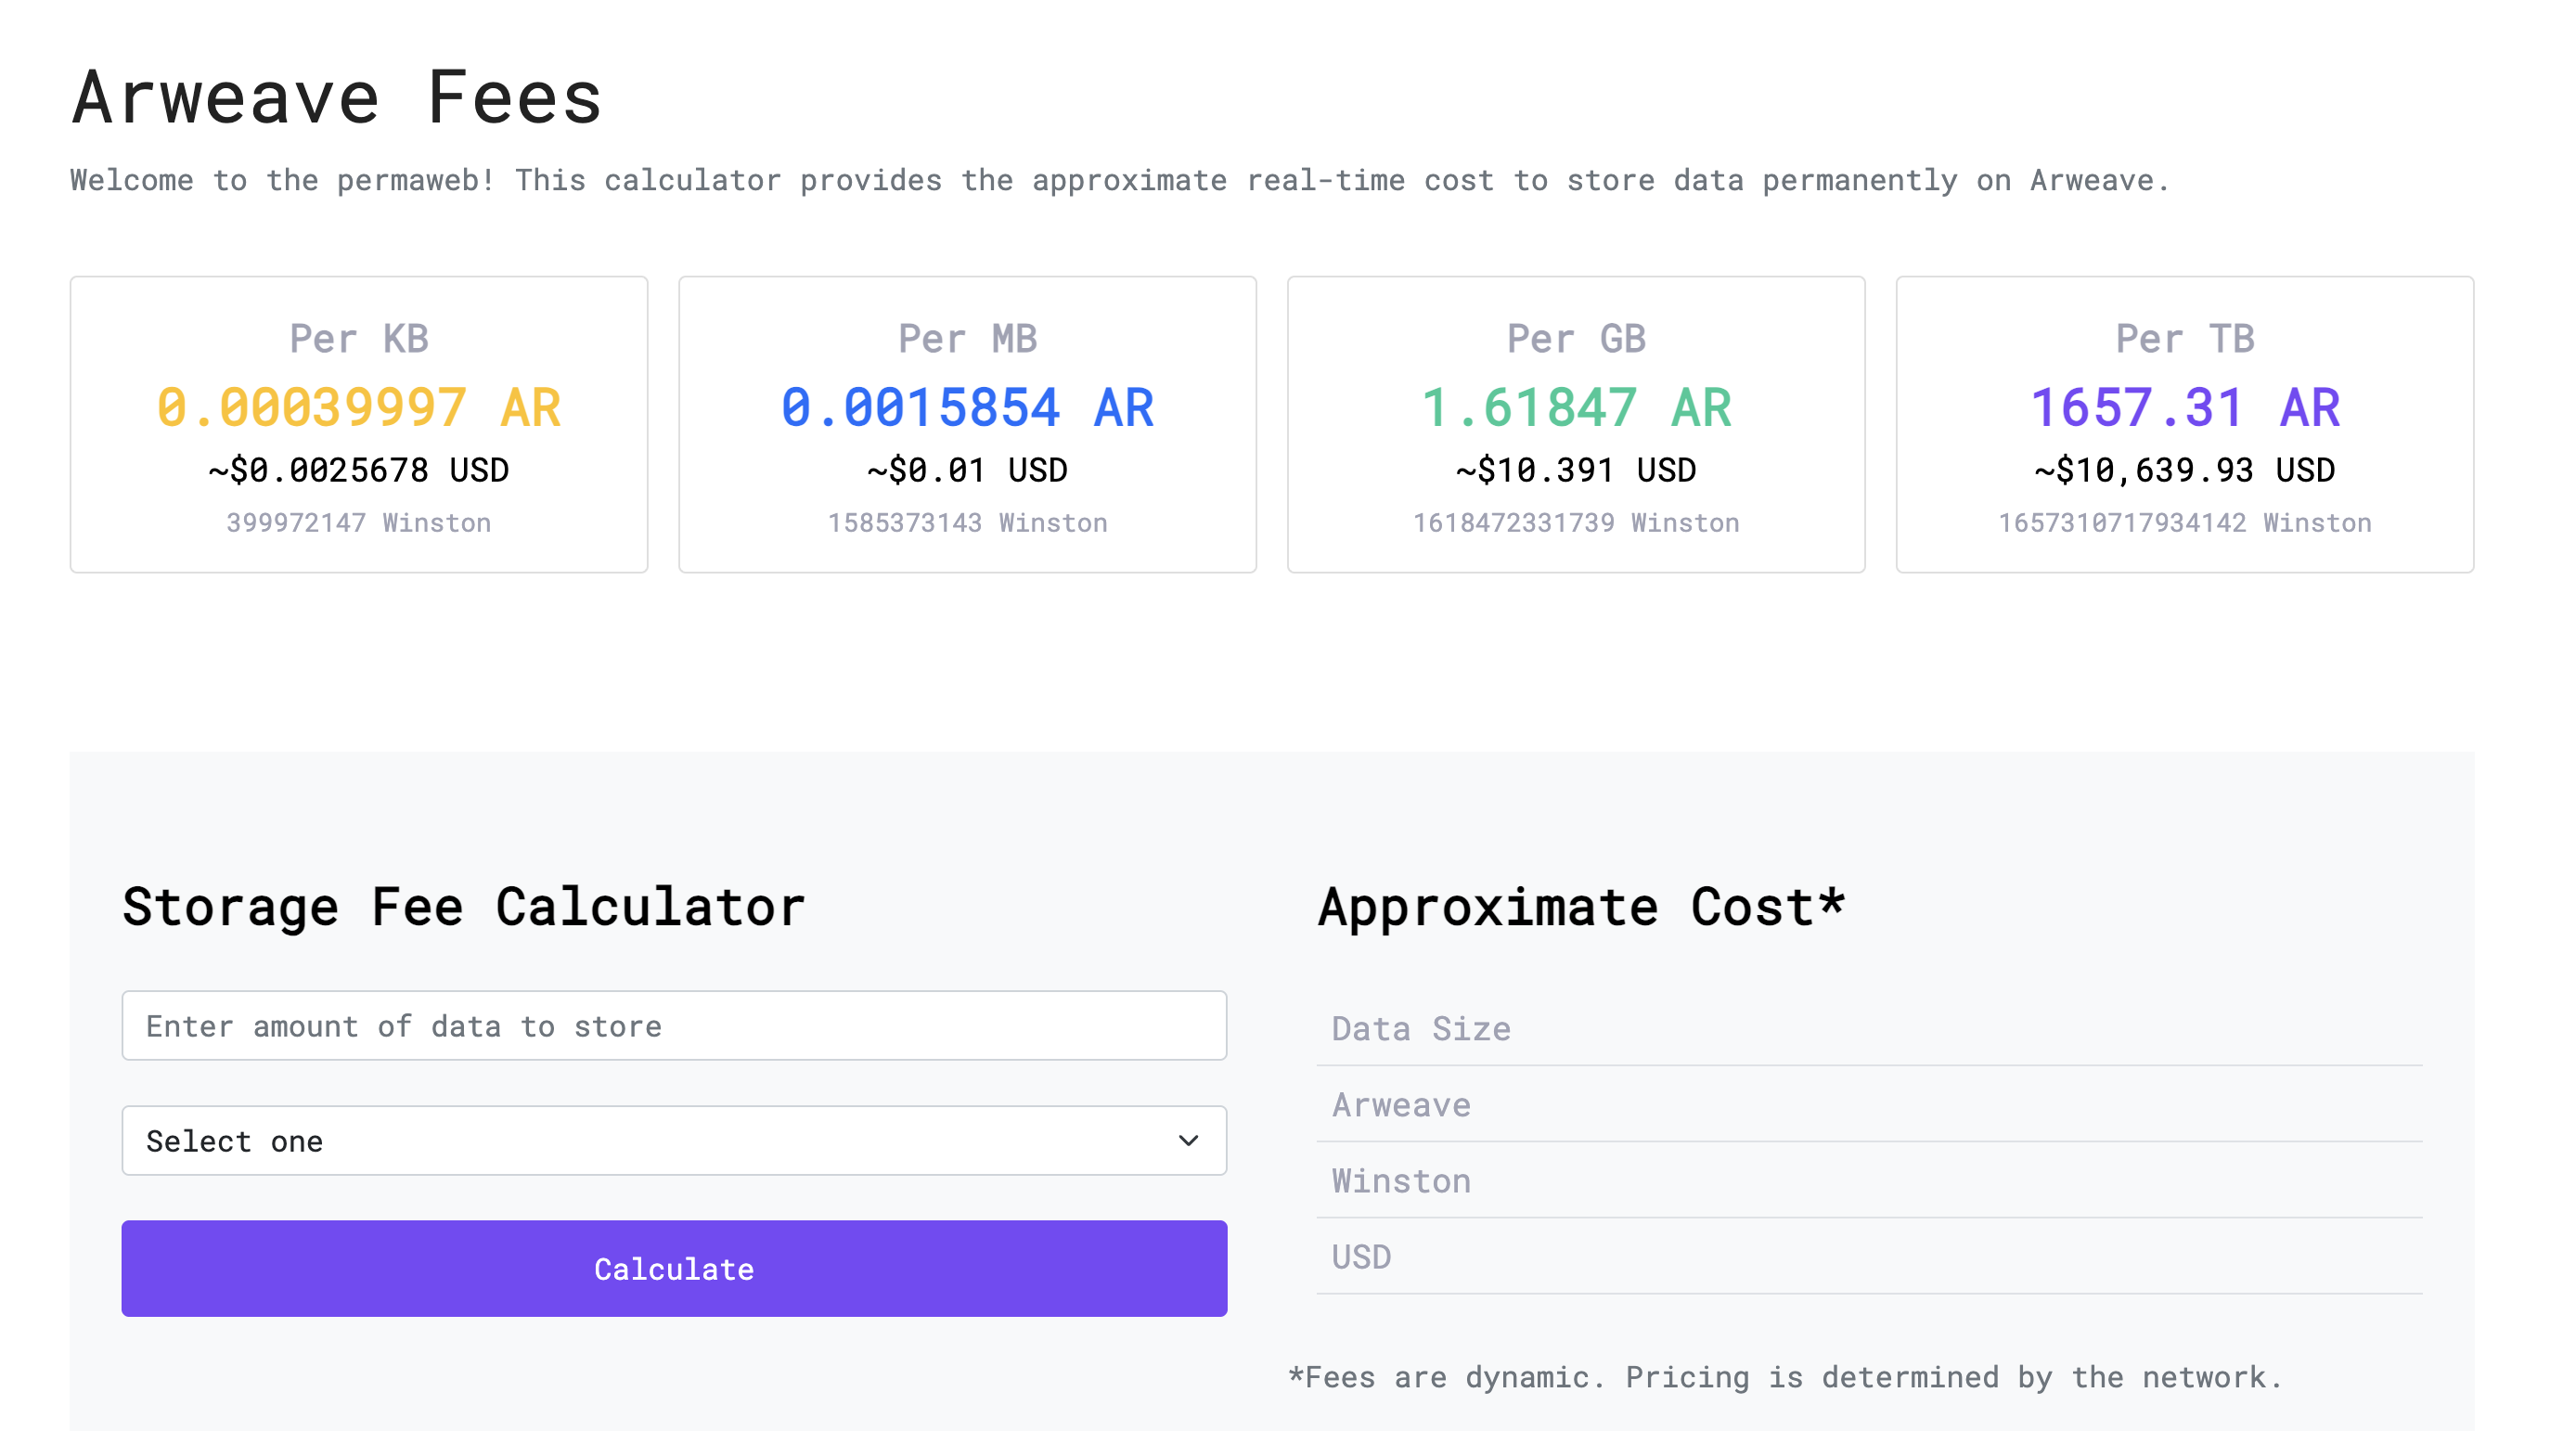 Arweave Fees
Welcome to the permaweb! This calculator provides the approximate real-time cost to store data permanently on Arweave.
Per KB
0.00039997 AR
~$0.0025678 USD
399972147 Winston
Per MB
0.0015854 AR
~$0.01 USD
1585373143 Winston
Per GB
1.61847 AR
~$10.391 USD
1618472331739 Winston
Per TB
1657.31 AR
~$10,639.93 USD
1657310717934142 Winston
Storage Fee Calculator
Enter amount of data to store
Select one
Calculate
Approximate Cost*
Data Size
Arweave
Winston
USD
*Fees are dynamic. Pricing is determined by the network.